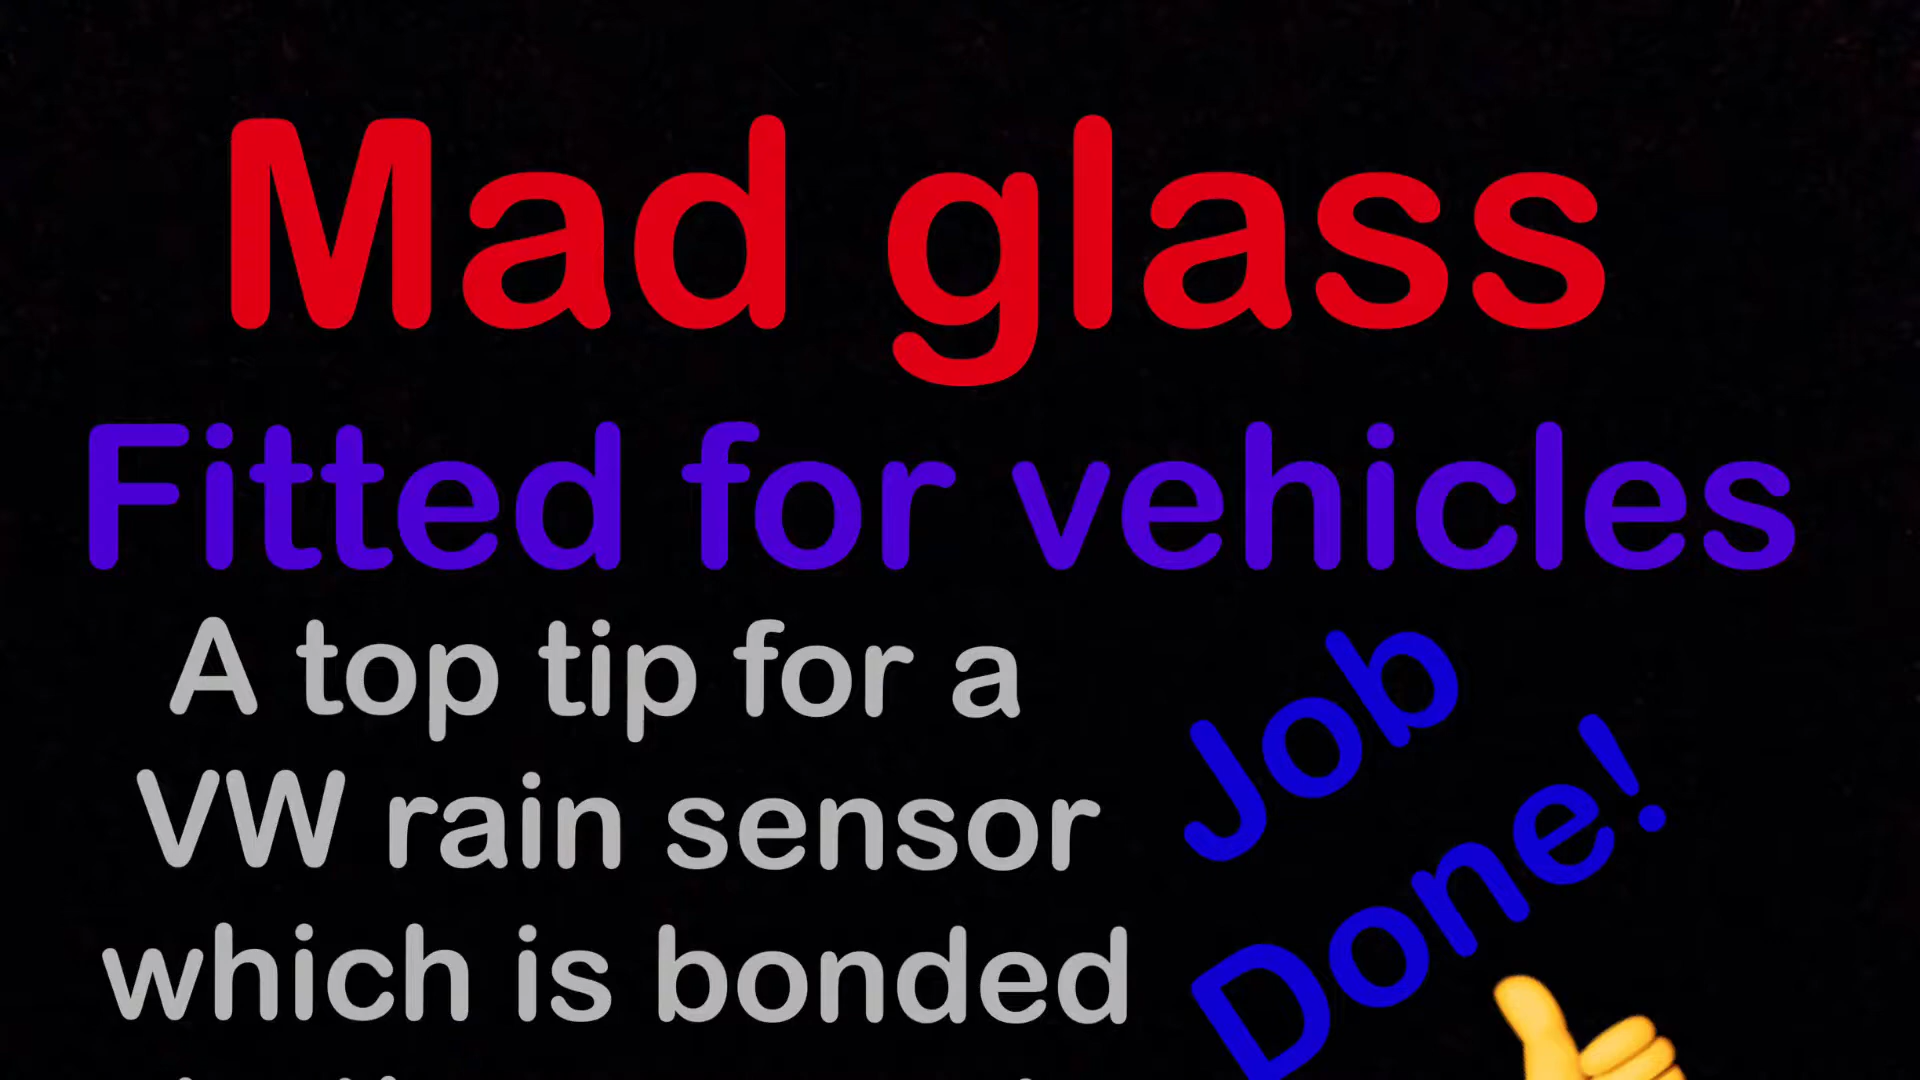 Mad glass
Fitted for vehicles
A top tip for a
VW rain sensor
which is bonded
Job
Done!